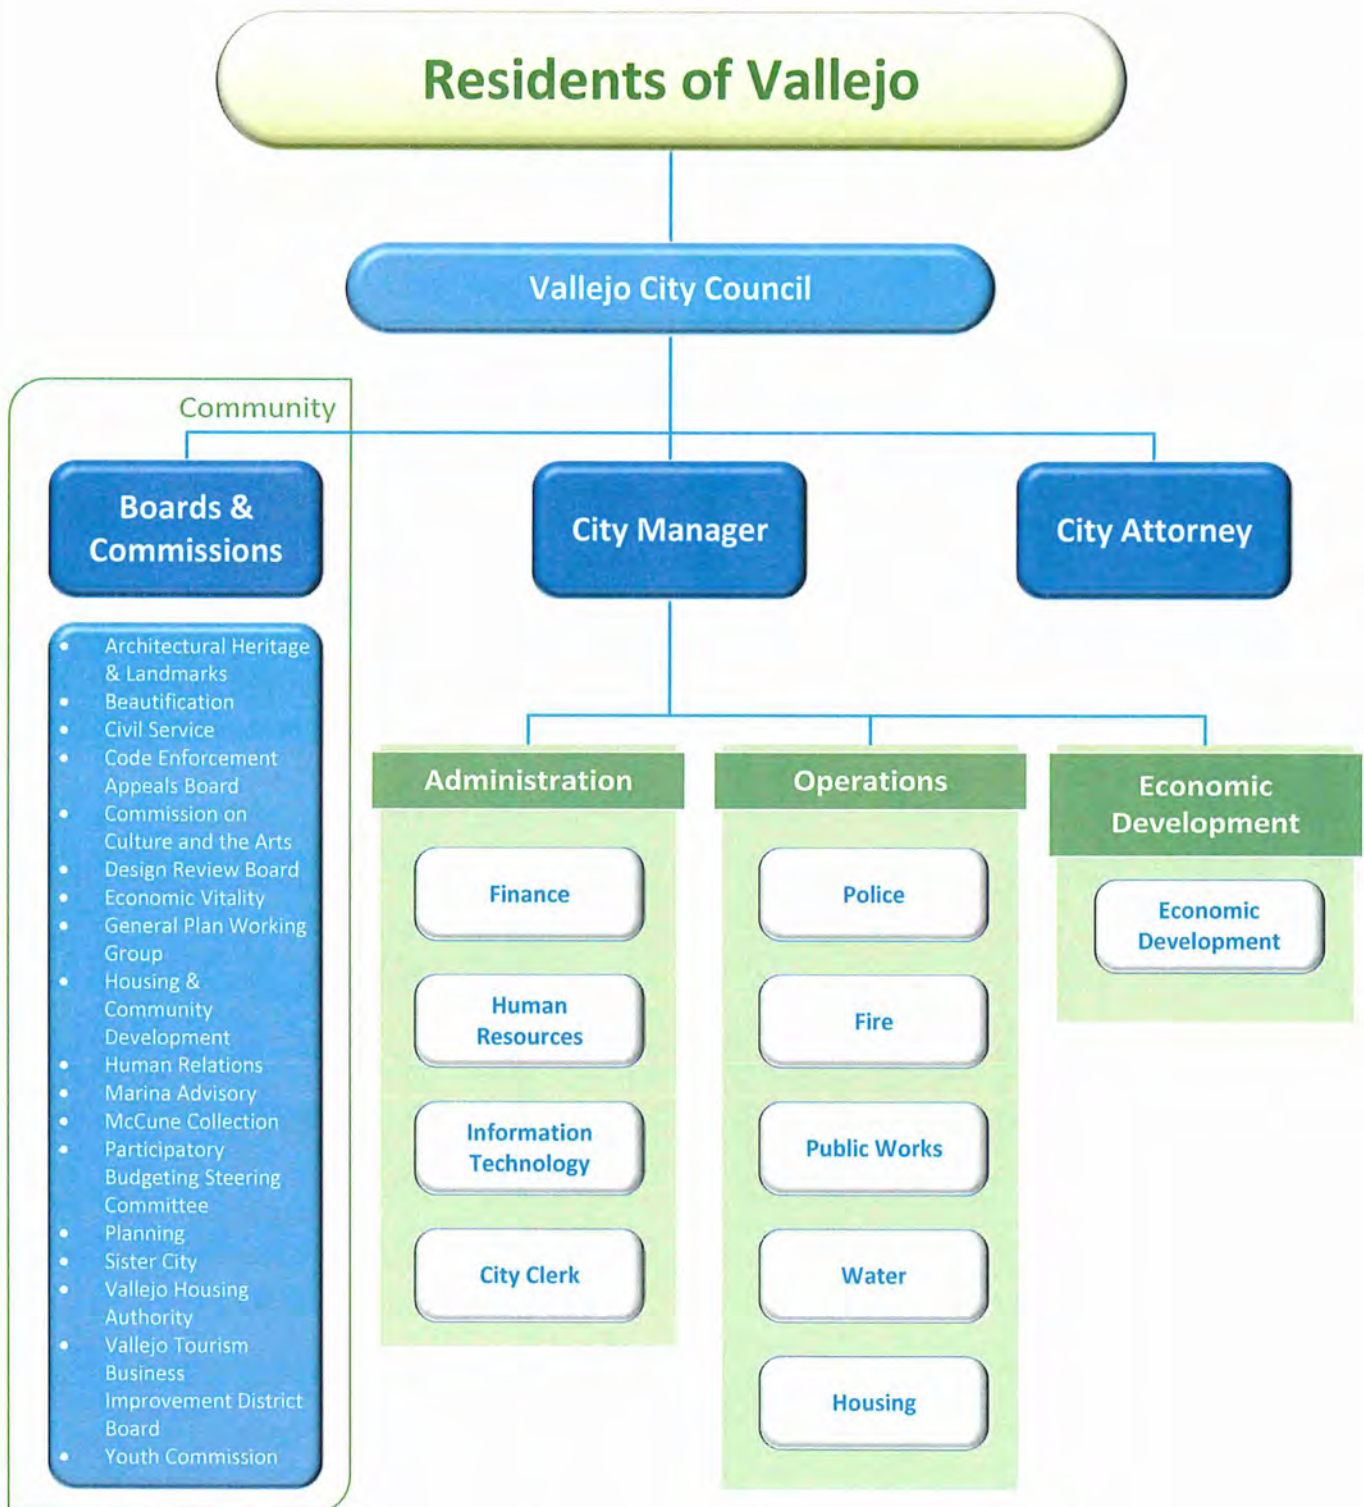 Residents of Vallejo
Vallejo City Council
Community
Boards &
Commissions
City Manager
City Attorney
• Architectural Heritage
& Landmarks
• Beautification
• Civil Service
• Code Enforcement
Appeals Board
• Commission on
Culture and the Arts
• Design Review Board
• Economic Vitality
• General Plan Working
Group
• Housing &
Community
Development
• Human Relations
• Marina Advisory
• McCune Collection
• Participatory
Budgeting Steering
Committee
• Planning
• Sister City
• Vallejo Housing
Authority
• Vallejo Tourism
Business
Improvement District
Board
• Youth Commission
Administration
Finance
Human
Resources
Information
Technology
City Clerk
Operations
Police
Fire
Public Works
Water
Housing
Economic
Development
Economic
Development